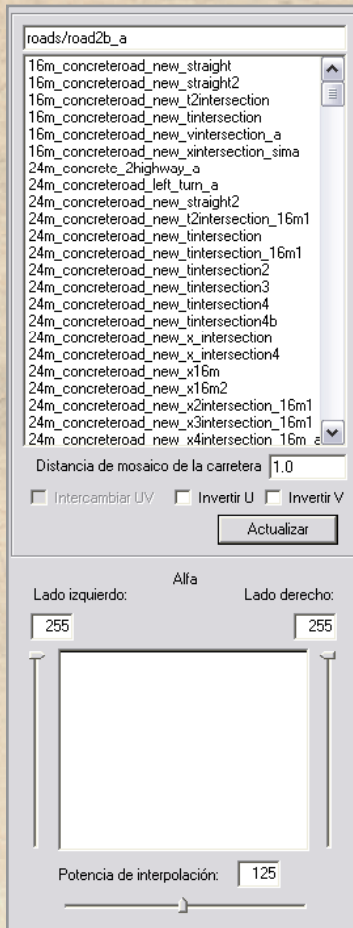 roads/road2b_a
16m_concreteroad_new_straight
16m_concreteroad_new_straight2
16m_concreteroad_new_t2intersection
16m_concreteroad_new_tintersection
16m_concreteroad_new_vintersection_a
16m_concreteroad_new_xintersection_sima
24m_concrete_2highway_a
24m_concreteroad_left_turn_a
24m_concreteroad_new_straight2
24m_concreteroad_new_t2intersection_16m1
24m_concreteroad_new_tintersection
24m_concreteroad_new_tintersection_16m1
24m_concreteroad_new_tintersection2
24m_concreteroad_new_tintersection3
24m_concreteroad_new_tintersection4
24m_concreteroad_new_tintersection4b
24m_concreteroad_new_x_intersection
24m_concreteroad_new_x_intersection4
24m_concreteroad_new_x16m
24m_concreteroad_new_x16m2
24m_concreteroad_new_x2intersection_16m1
24m_concreteroad_new_x3intersection_16m1
24m_concreteroad_new_x4intersection_16m_a
Distancia de mosaico de la carretera 1.0
Intercambiar UV Invertir U Invertir V
Actualizar
Alfa
Lado izquierdo: Lado derecho:
255 255
Potencia de interpolación: 125